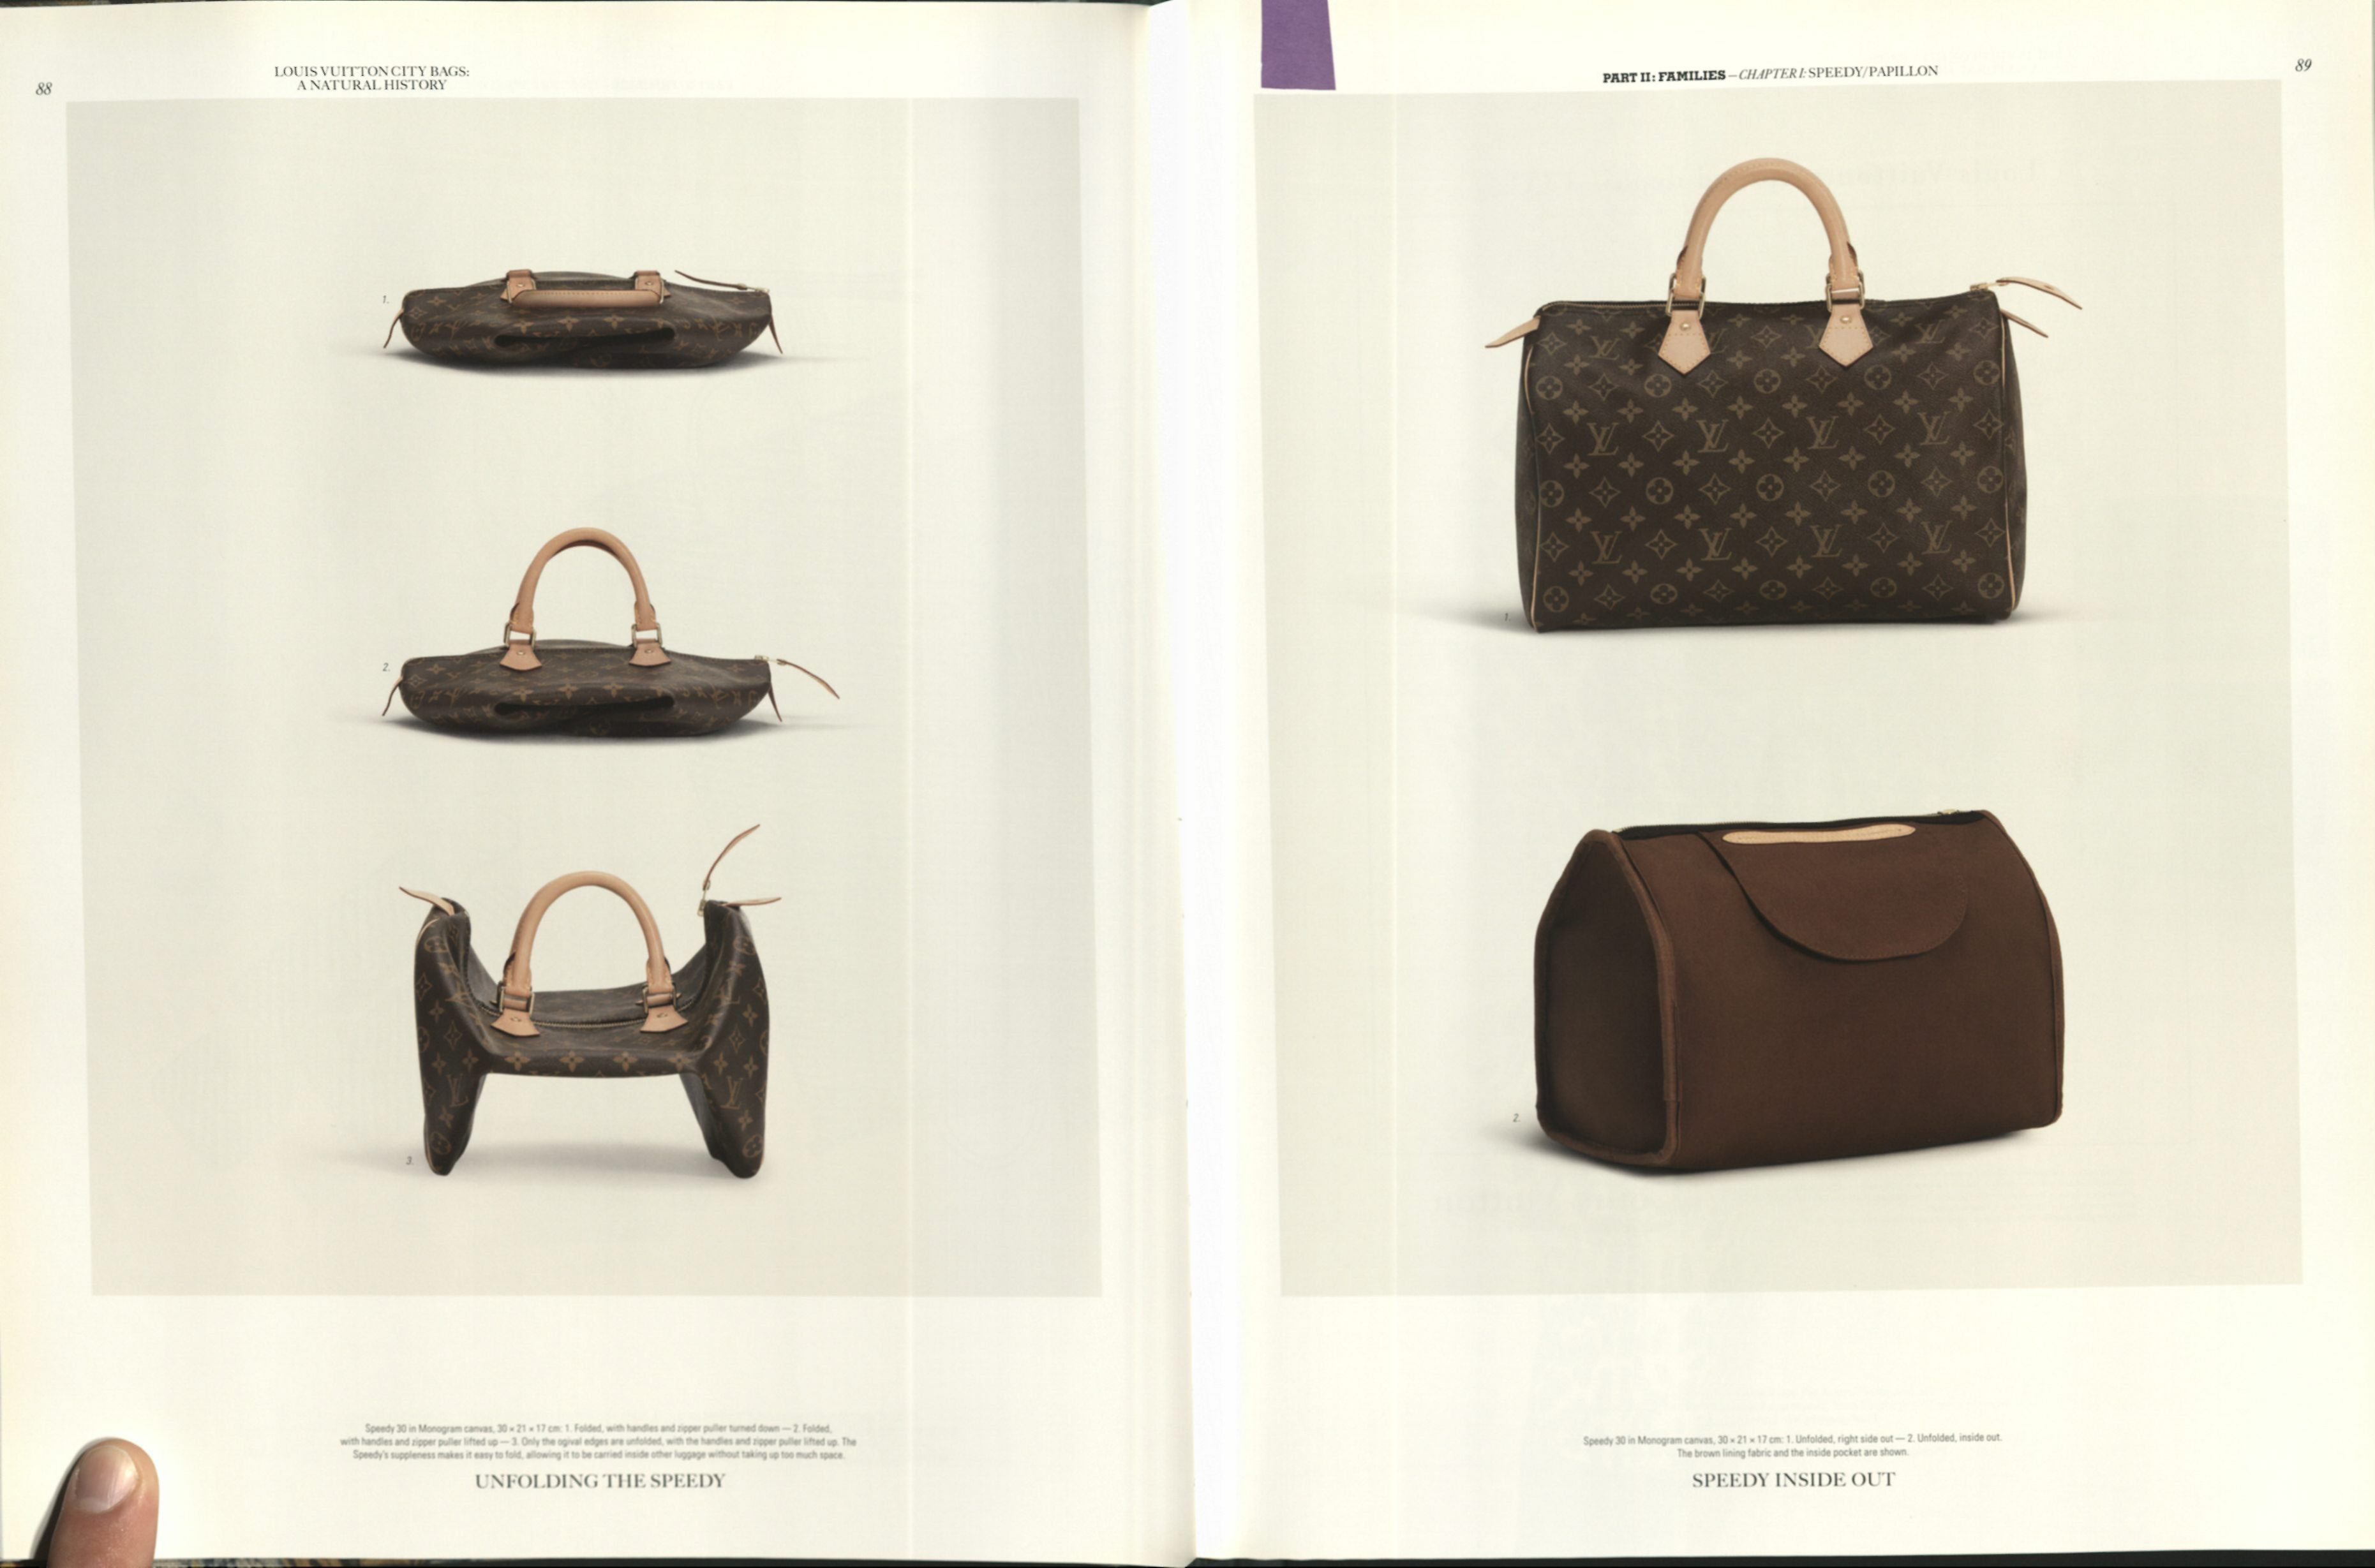 88
LOUIS VUITTON CITY BAGS:
A NATURAL HISTORY
1.
2.
3.
Speedy 30 in Monogram canvas, 30 × 21 × 17 cm: 1. Folded, with handles and zipper puller turned down — 2. Folded,
with handles and zipper puller lifted up — 3. Only the ogival edges are unfolded, with the handles and zipper puller lifted up. The
Speedy's suppleness makes it easy to fold, allowing it to be carried inside other luggage without taking up too much space.
UNFOLDING THE SPEEDY
PART II: FAMILIES – CHAPTER I: SPEEDY/PAPILLON
89
1.
2.
Speedy 30 in Monogram canvas, 30 × 21 × 17 cm: 1. Unfolded, right side out — 2. Unfolded, inside out.
The brown lining fabric and the inside pocket are shown.
SPEEDY INSIDE OUT